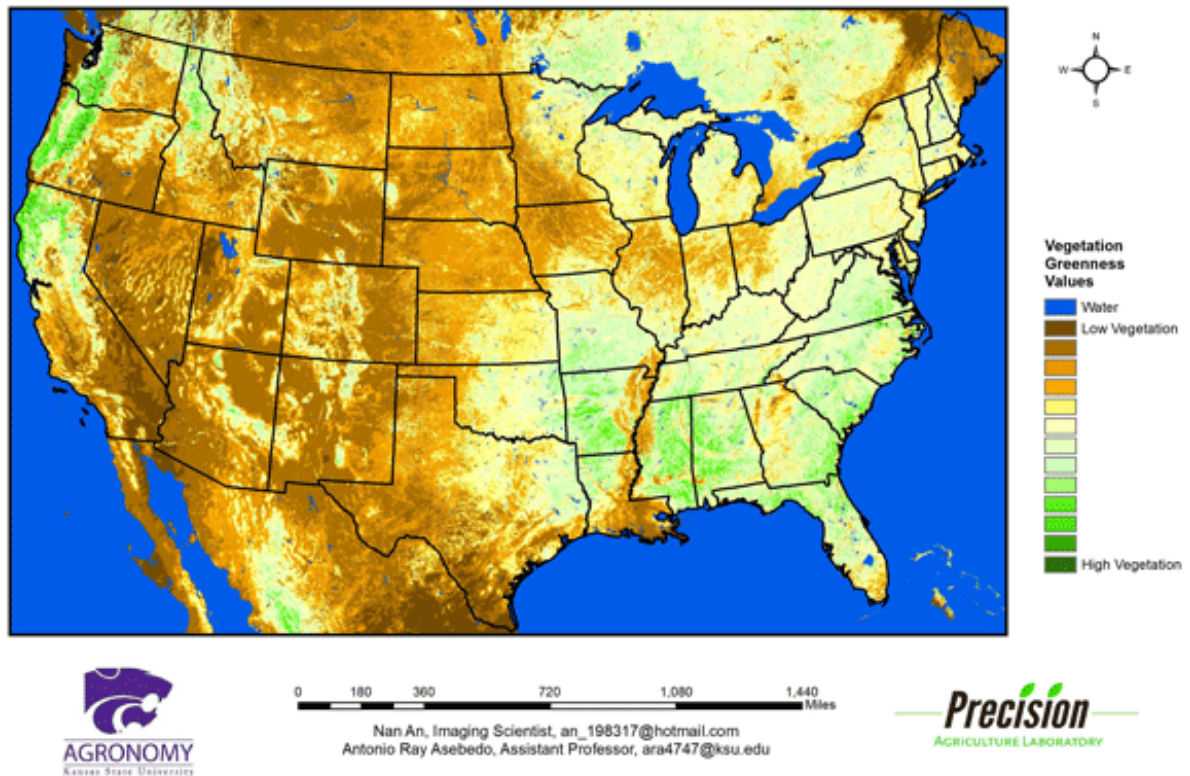 N
W E
S
Vegetation
Greenness
Values
Water
Low Vegetation
High Vegetation
0 180 360 720 1,080 1,440
Miles
Nan An, Imaging Scientist, an_198317@hotmail.com
Antonio Ray Asebedo, Assistant Professor, ara4747@ksu.edu
AGRONOMY
Kansas State University
Precision
AGRICULTURE LABORATORY